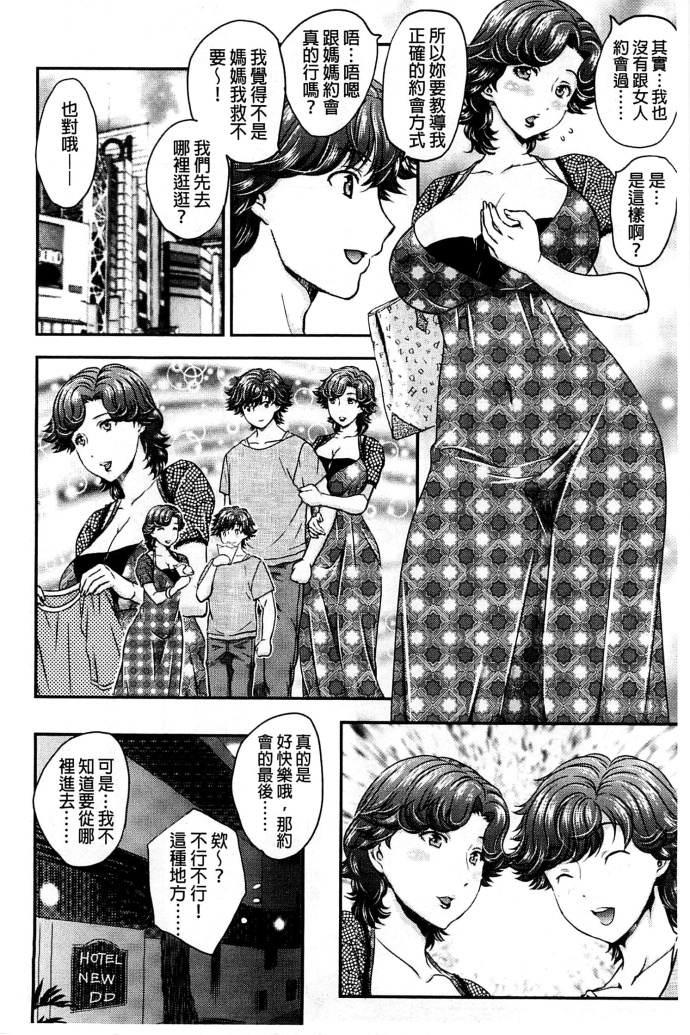 其實…我也
沒有跟女人
約會過……
是…
是這樣啊？
所以妳要教導我
正確的約會方式
唔…唔嗯
跟媽媽約會
真的行嗎？
我覺得不是
媽媽我救不
要～！
我們先去
哪裡逛逛？
也對哦——
真的是
好快樂哦，那約
會的最後……
欸～？
不行不行！
這種地方……
可是…我不
知道要從哪
裡進去……
HOTEL
NEW
DD